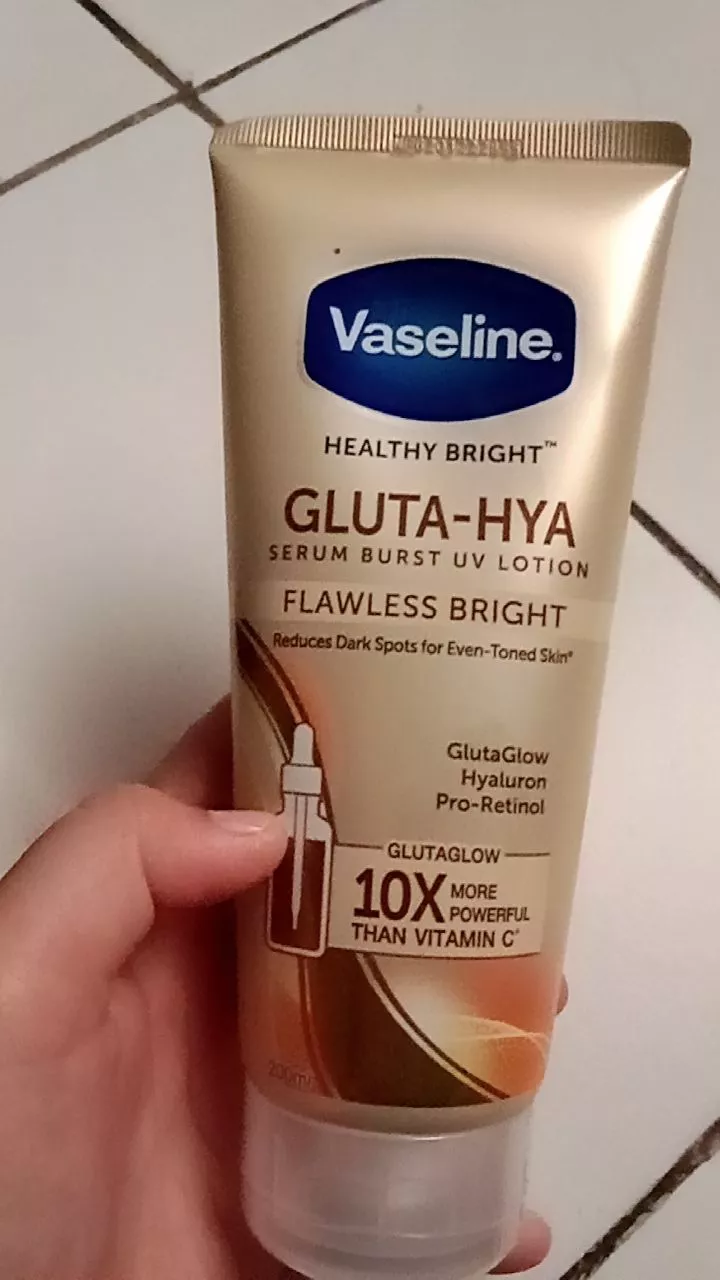 Vaseline.
HEALTHY BRIGHT™
GLUTA-HYA
SERUM BURST UV LOTION
FLAWLESS BRIGHT
Reduces Dark Spots for Even-Toned Skin*
GlutaGlow
Hyaluron
Pro-Retinol
GLUTAGLOW
10X MORE POWERFUL
THAN VITAMIN C*
200ml